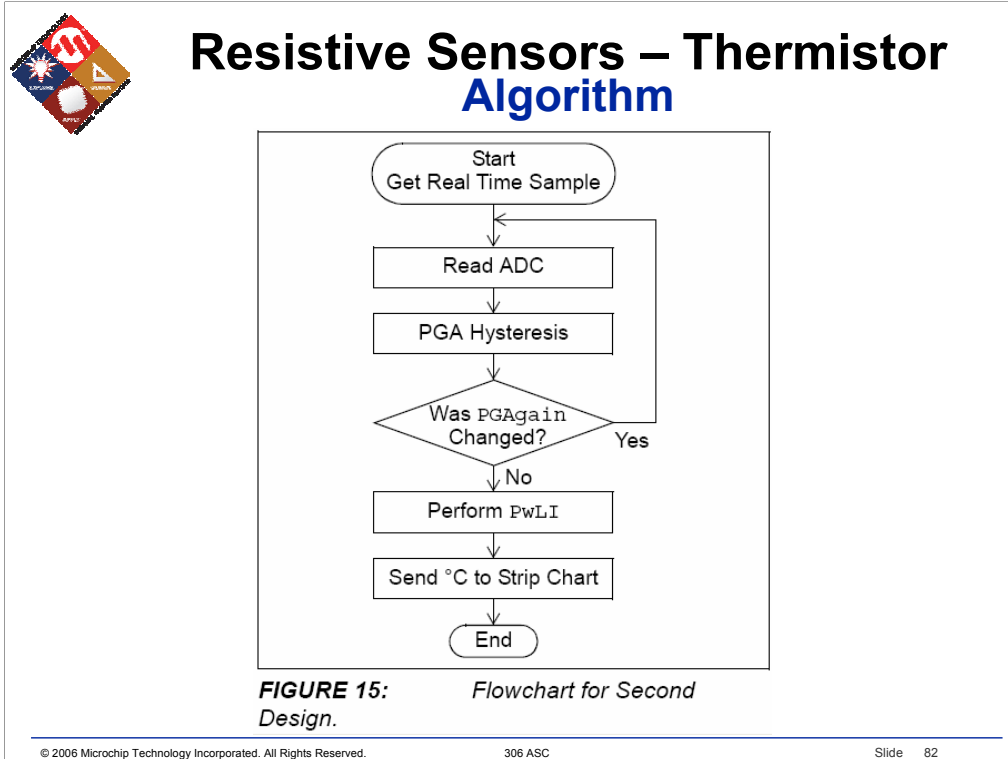 Resistive Sensors – Thermistor
Algorithm
EXPLORE
APPLY
Start
Get Real Time Sample
Read ADC
PGA Hysteresis
Was PGAgain
Changed?
Yes
No
Perform PwLI
Send °C to Strip Chart
End
FIGURE 15: Flowchart for Second
Design.
© 2006 Microchip Technology Incorporated. All Rights Reserved.
306 ASC
Slide 82